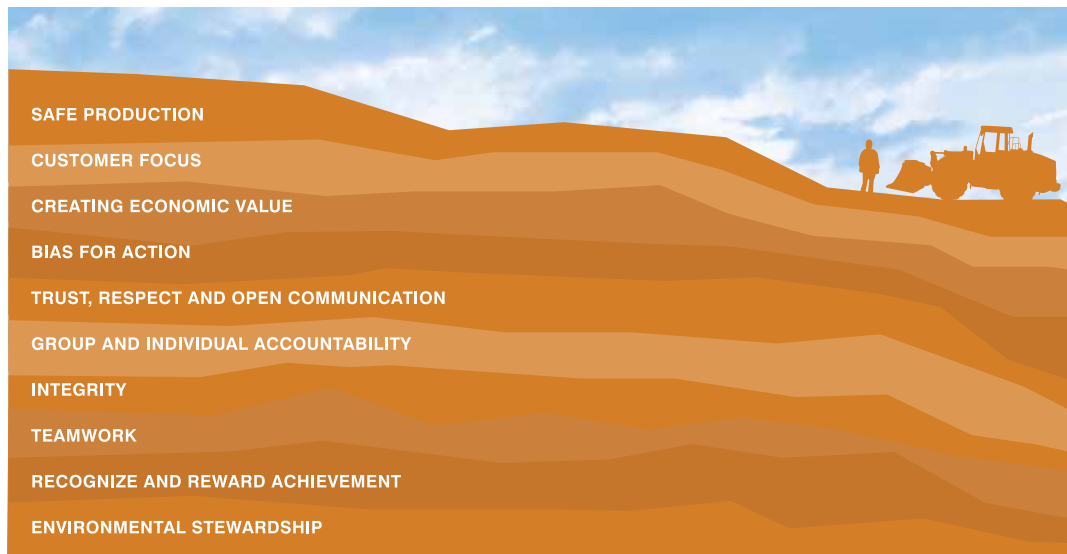 SAFE PRODUCTION
CUSTOMER FOCUS
CREATING ECONOMIC VALUE
BIAS FOR ACTION
TRUST, RESPECT AND OPEN COMMUNICATION
GROUP AND INDIVIDUAL ACCOUNTABILITY
INTEGRITY
TEAMWORK
RECOGNIZE AND REWARD ACHIEVEMENT
ENVIRONMENTAL STEWARDSHIP